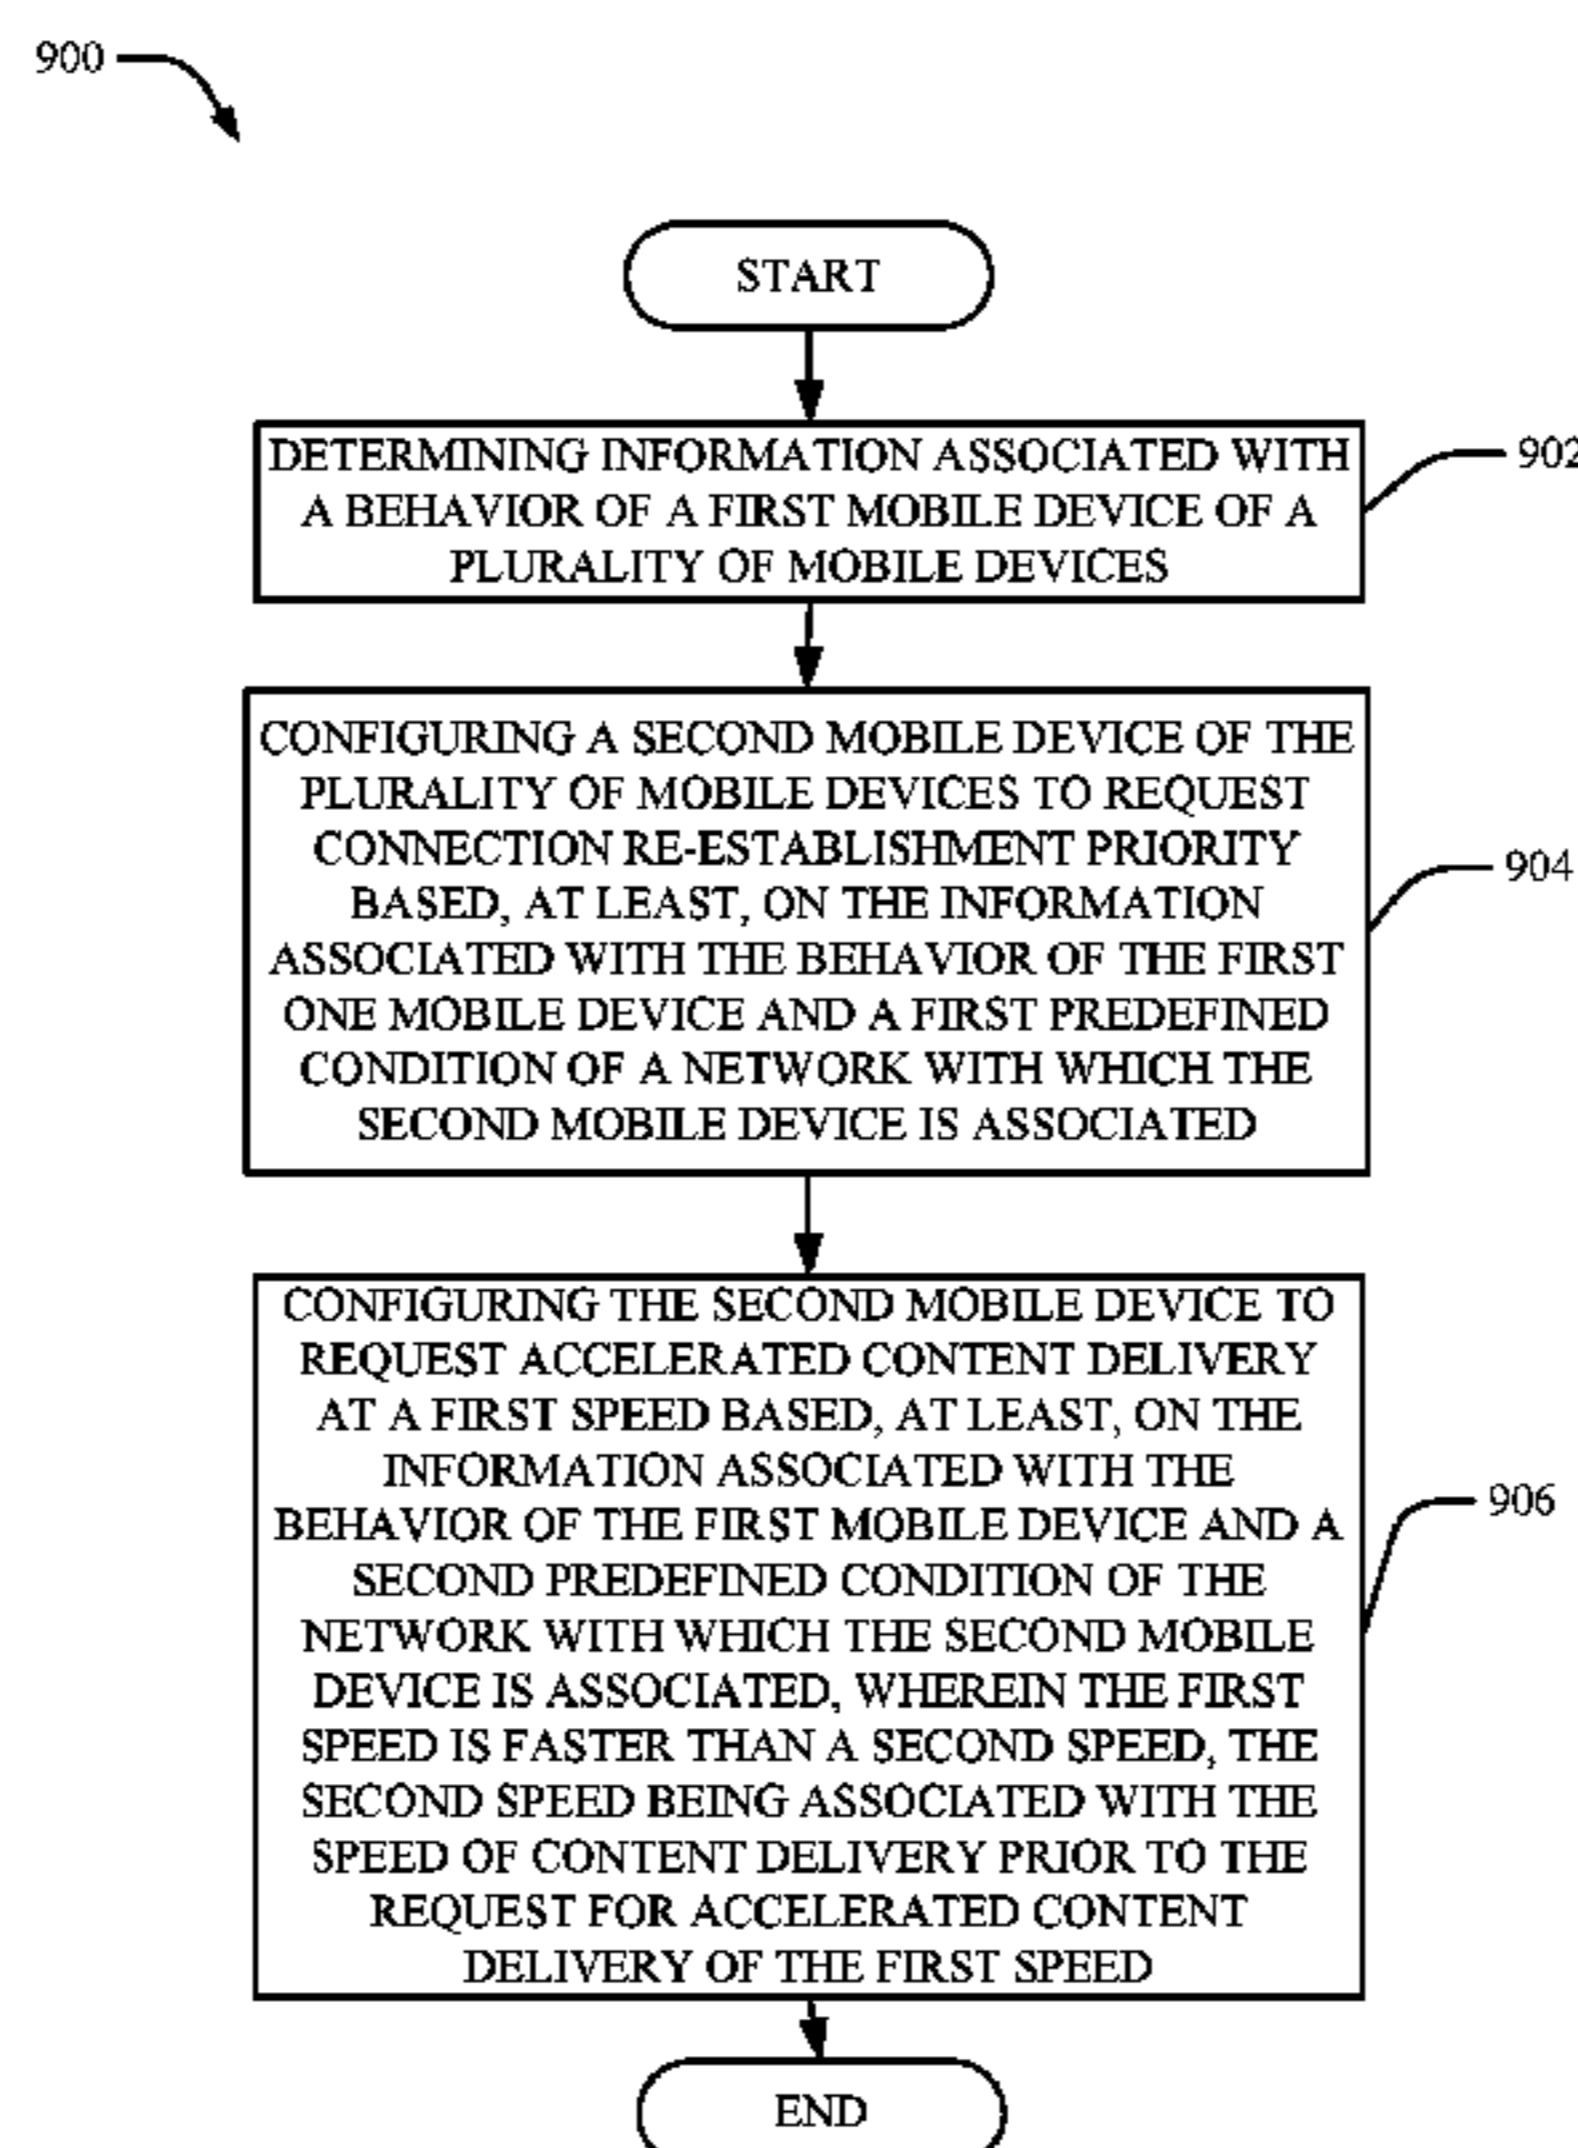 900
START
DETERMINING INFORMATION ASSOCIATED WITH
A BEHAVIOR OF A FIRST MOBILE DEVICE OF A
PLURALITY OF MOBILE DEVICES
902
CONFIGURING A SECOND MOBILE DEVICE OF THE
PLURALITY OF MOBILE DEVICES TO REQUEST
CONNECTION RE-ESTABLISHMENT PRIORITY
BASED, AT LEAST, ON THE INFORMATION
ASSOCIATED WITH THE BEHAVIOR OF THE FIRST
ONE MOBILE DEVICE AND A FIRST PREDEFINED
CONDITION OF A NETWORK WITH WHICH THE
SECOND MOBILE DEVICE IS ASSOCIATED
904
CONFIGURING THE SECOND MOBILE DEVICE TO
REQUEST ACCELERATED CONTENT DELIVERY
AT A FIRST SPEED BASED, AT LEAST, ON THE
INFORMATION ASSOCIATED WITH THE
BEHAVIOR OF THE FIRST MOBILE DEVICE AND A
SECOND PREDEFINED CONDITION OF THE
NETWORK WITH WHICH THE SECOND MOBILE
DEVICE IS ASSOCIATED, WHEREIN THE FIRST
SPEED IS FASTER THAN A SECOND SPEED, THE
SECOND SPEED BEING ASSOCIATED WITH THE
SPEED OF CONTENT DELIVERY PRIOR TO THE
REQUEST FOR ACCELERATED CONTENT
DELIVERY OF THE FIRST SPEED
906
END